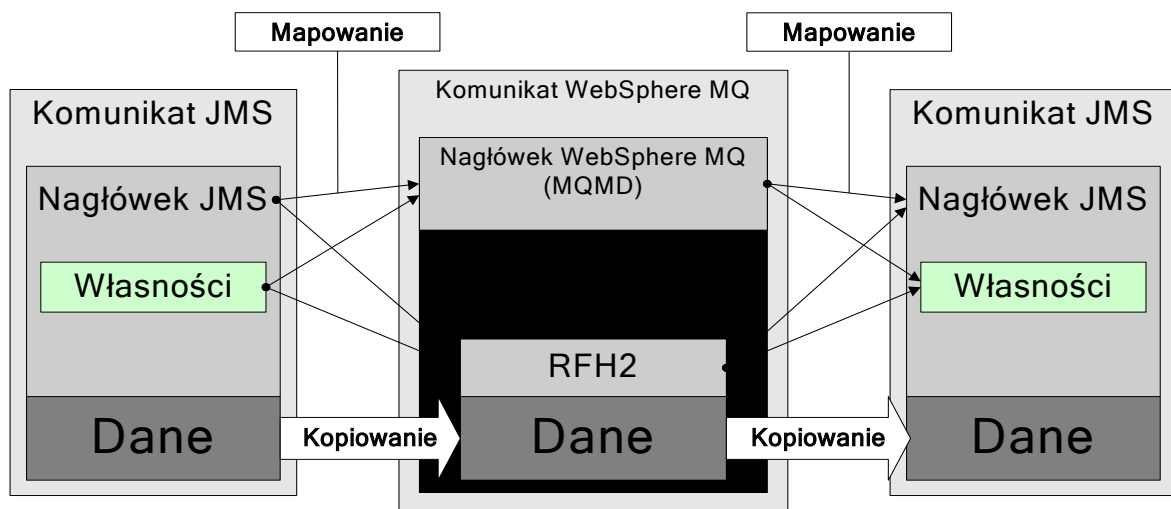 Mapowanie
Mapowanie
Komunikat JMS
Nagłówek JMS
Własności
Dane
Kopiowanie
Komunikat WebSphere MQ
Nagłówek WebSphere MQ
(MQMD)
RFH2
Dane
Kopiowanie
Komunikat JMS
Nagłówek JMS
Własności
Dane